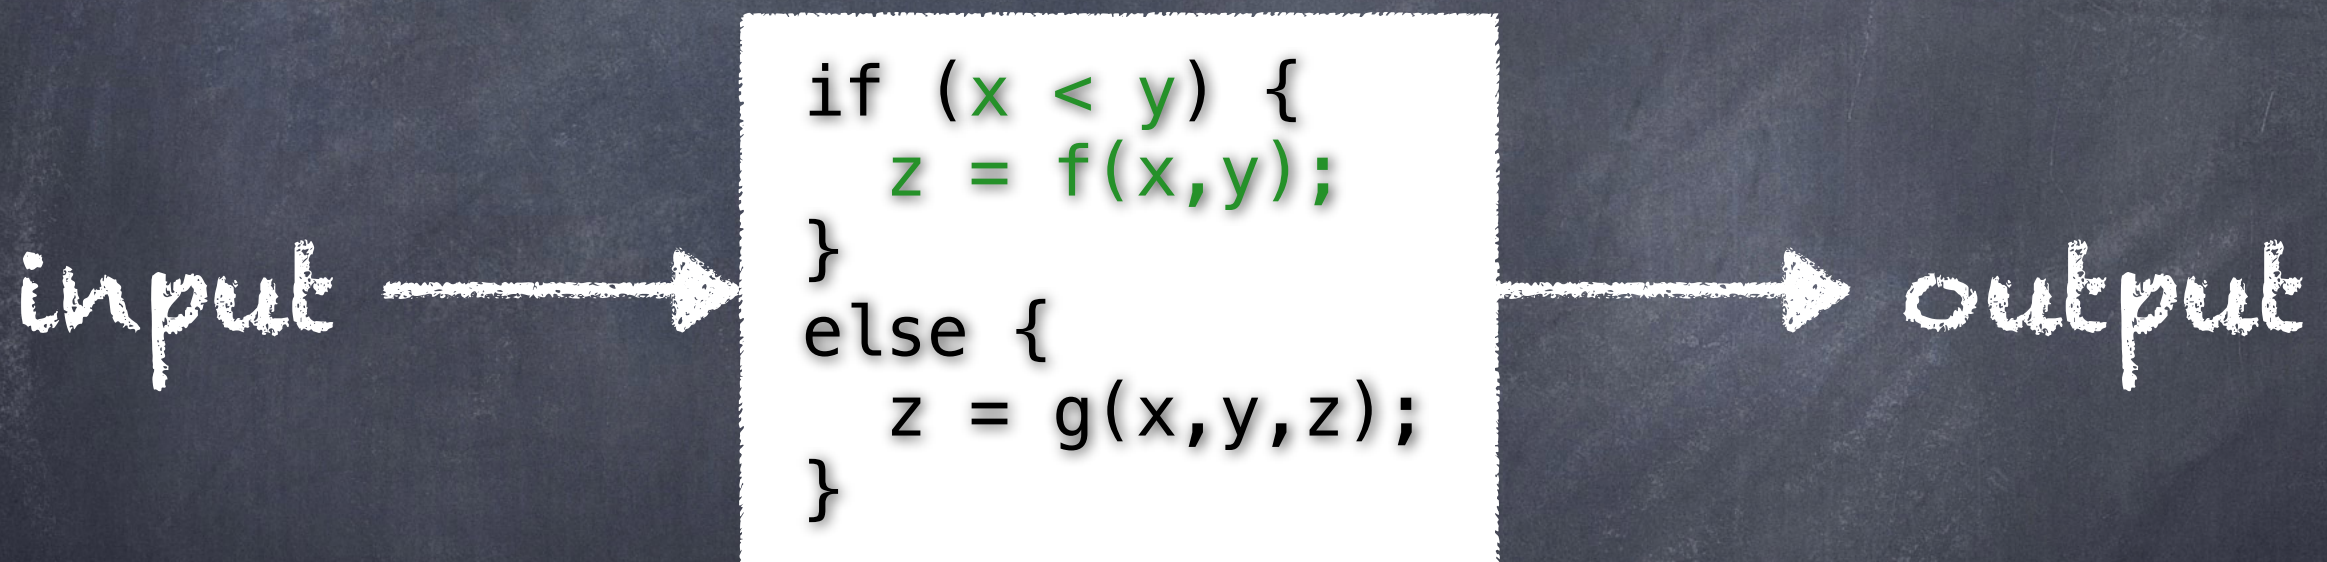 input
if (x < y) {
  z = f(x,y);
}
else {
  z = g(x,y,z);
}
output